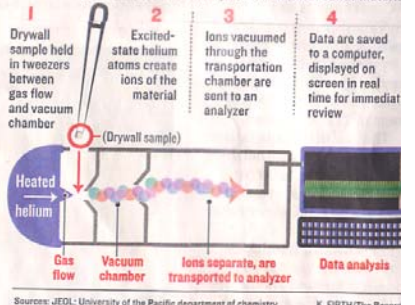 1
Drywall
sample held
in tweezers
between
gas flow
and vacuum
chamber
2
Excited-
state helium
atoms create
ions of the
material
3
Ions vacuumed
through the
transportation
chamber are
sent to an
analyzer
4
Data are saved
to a computer,
displayed on
screen in real
time for immediat
review
(Drywall sample)
Heated
helium
Gas
flow
Vacuum
chamber
Ions separate, are
transported to analyzer
Data analysis
Sources: JEOL; University of the Pacific department of chemistry
K. FIRTH/The